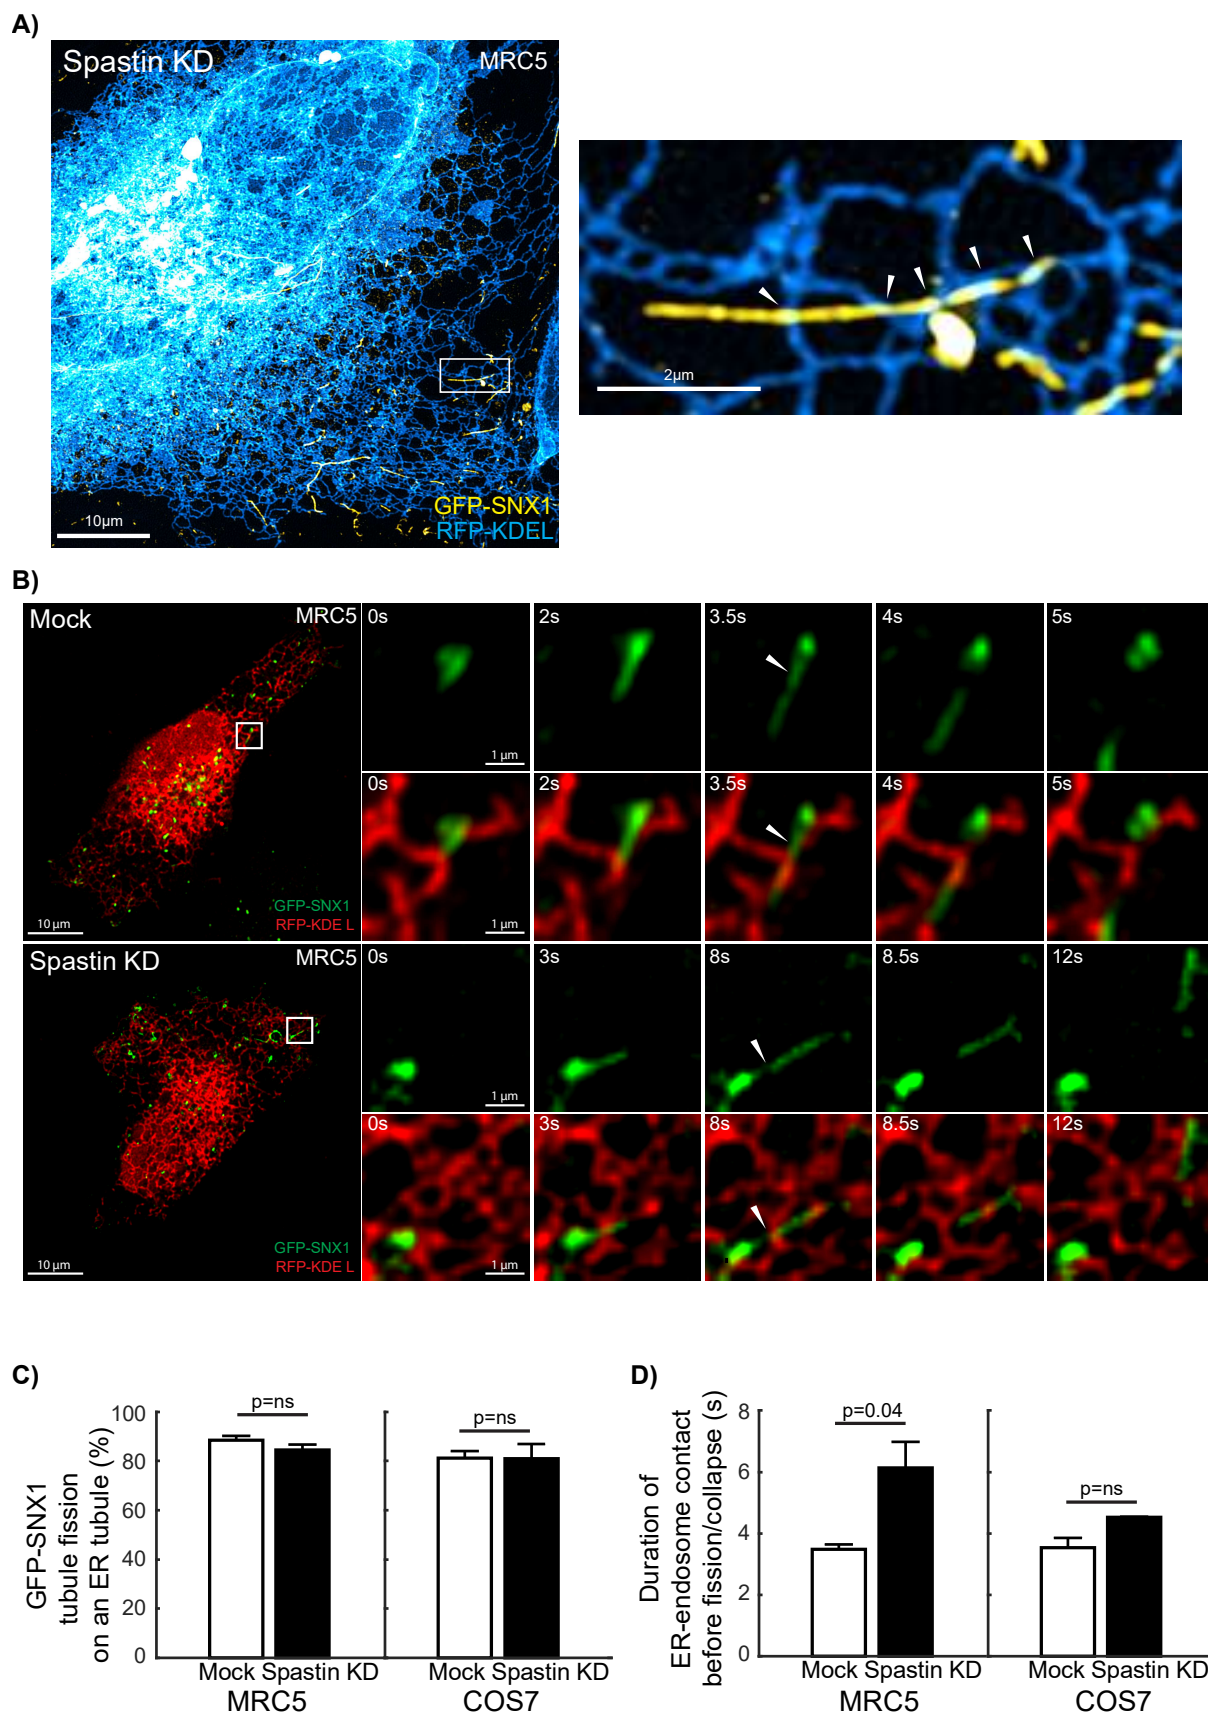 A)
Spastin KD
MRC5
10µm
GFP-SNX1
RFP-KDEL
2µm
B)
Mock
MRC5
GFP-SNX1
RFP-KDE L
10 µm
0s
2s
3.5s
4s
5s
1 µm
0s
2s
3.5s
4s
5s
1 µm
Spastin KD
MRC5
GFP-SNX1
RFP-KDE L
10 µm
0s
3s
8s
8.5s
12s
1 µm
0s
3s
8s
8.5s
12s
1 µm
C)
GFP-SNX1
tubule fission
on an ER tubule (%)
100
80
60
40
20
0
p=ns
p=ns
Mock Spastin KD
Mock Spastin KD
MRC5
COS7
D)
Duration of
ER-endosome contact
before fission/collapse (s)
8
6
4
2
0
p=0.04
p=ns
Mock Spastin KD
Mock Spastin KD
MRC5
COS7